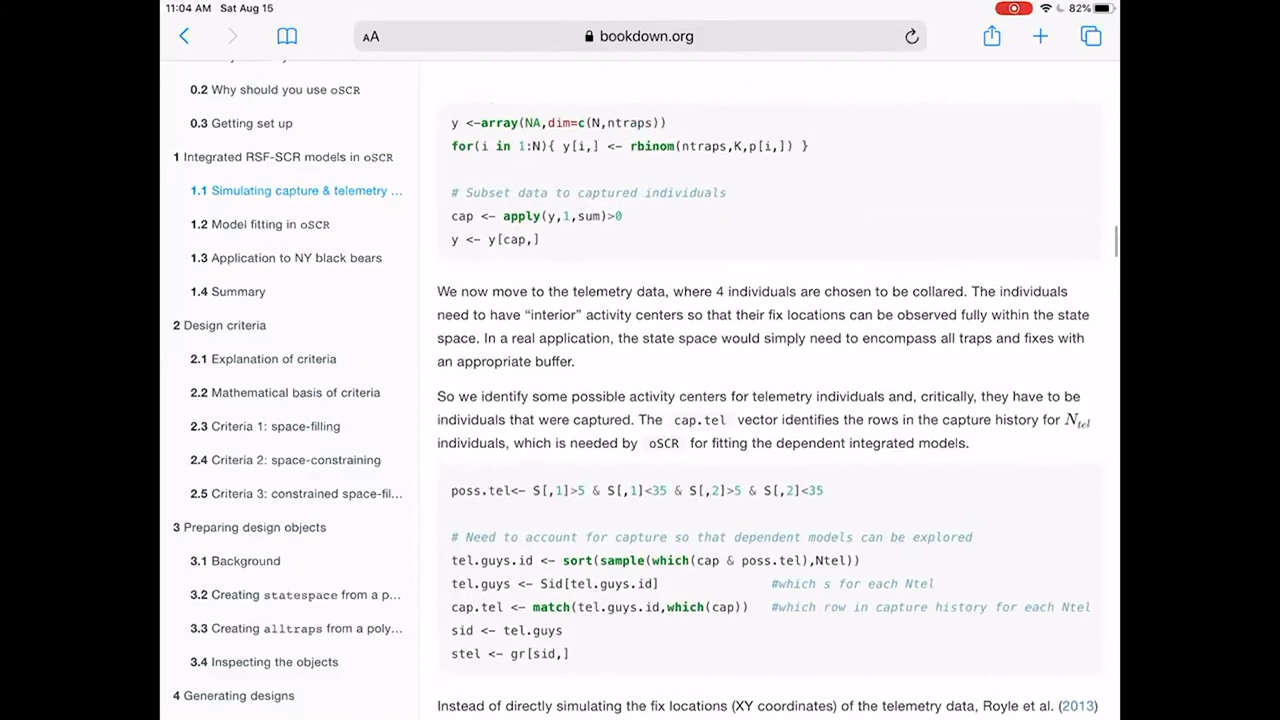 11:04 AM Sat Aug 15
82%
AA
bookdown.org
0.2 Why should you use oSCR
0.3 Getting set up
1 Integrated RSF-SCR models in oSCR
1.1 Simulating capture & telemetry ...
1.2 Model fitting in oSCR
1.3 Application to NY black bears
1.4 Summary
2 Design criteria
2.1 Explanation of criteria
2.2 Mathematical basis of criteria
2.3 Criteria 1: space-filling
2.4 Criteria 2: space-constraining
2.5 Criteria 3: constrained space-fil...
3 Preparing design objects
3.1 Background
3.2 Creating statespace from a p...
3.3 Creating alltraps from a poly...
3.4 Inspecting the objects
4 Generating designs
y <-array(NA,dim=c(N,ntraps))
for(i in 1:N){ y[i,] <- rbinom(ntraps,K,p[i,]) }
# Subset data to captured individuals
cap <- apply(y,1,sum)>0
y <- y[cap,]
We now move to the telemetry data, where 4 individuals are chosen to be collared. The individuals
need to have “interior” activity centers so that their fix locations can be observed fully within the state
space. In a real application, the state space would simply need to encompass all traps and fixes with
an appropriate buffer.
So we identify some possible activity centers for telemetry individuals and, critically, they have to be
individuals that were captured. The cap.tel vector identifies the rows in the capture history for N_tel
individuals, which is needed by oSCR for fitting the dependent integrated models.
poss.tel<- S[,1]>5 & S[,1]<35 & S[,2]>5 & S[,2]<35
# Need to account for capture so that dependent models can be explored
tel.guys.id <- sort(sample(which(cap & poss.tel),Ntel))
tel.guys <- Sid[tel.guys.id] #which s for each Ntel
cap.tel <- match(tel.guys.id,which(cap)) #which row in capture history for each Ntel
sid <- tel.guys
stel <- gr[sid,]
Instead of directly simulating the fix locations (XY coordinates) of the telemetry data, Royle et al. (2013)